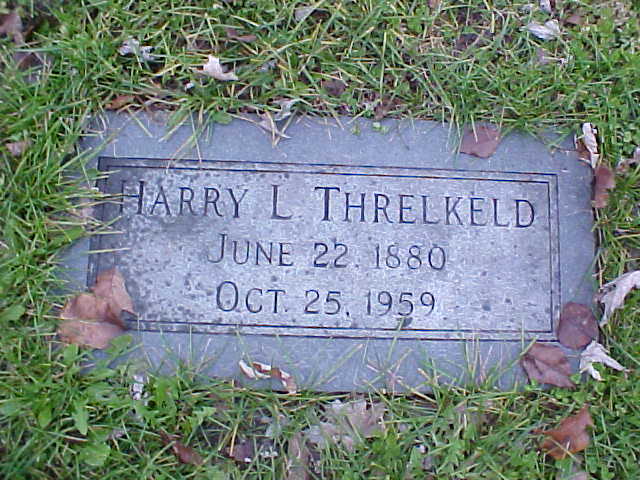 HARRY L. THRELKELD
JUNE 22, 1880
OCT. 25, 1959